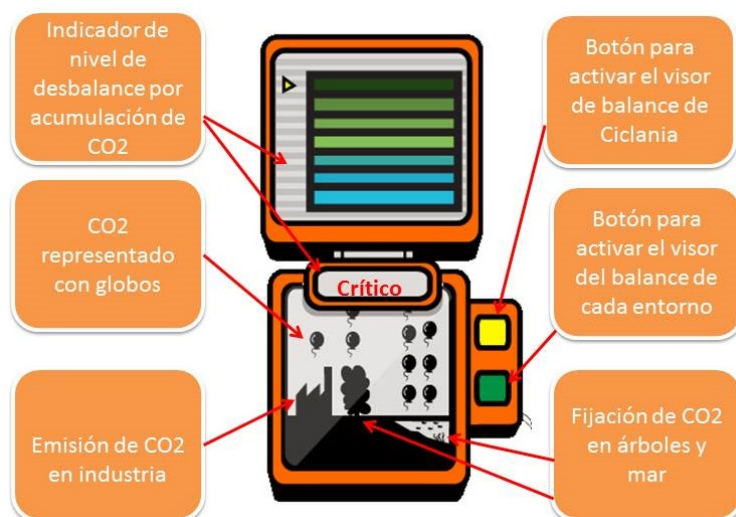 Indicador de
nivel de
desbalance por
acumulación de
CO2
CO2
representado
con globos
Emisión de CO2
en industria
Crítico
Botón para
activar el visor
de balance de
Ciclania
Botón para
activar el visor
del balance de
cada entorno
Fijación de CO2
en árboles y
mar